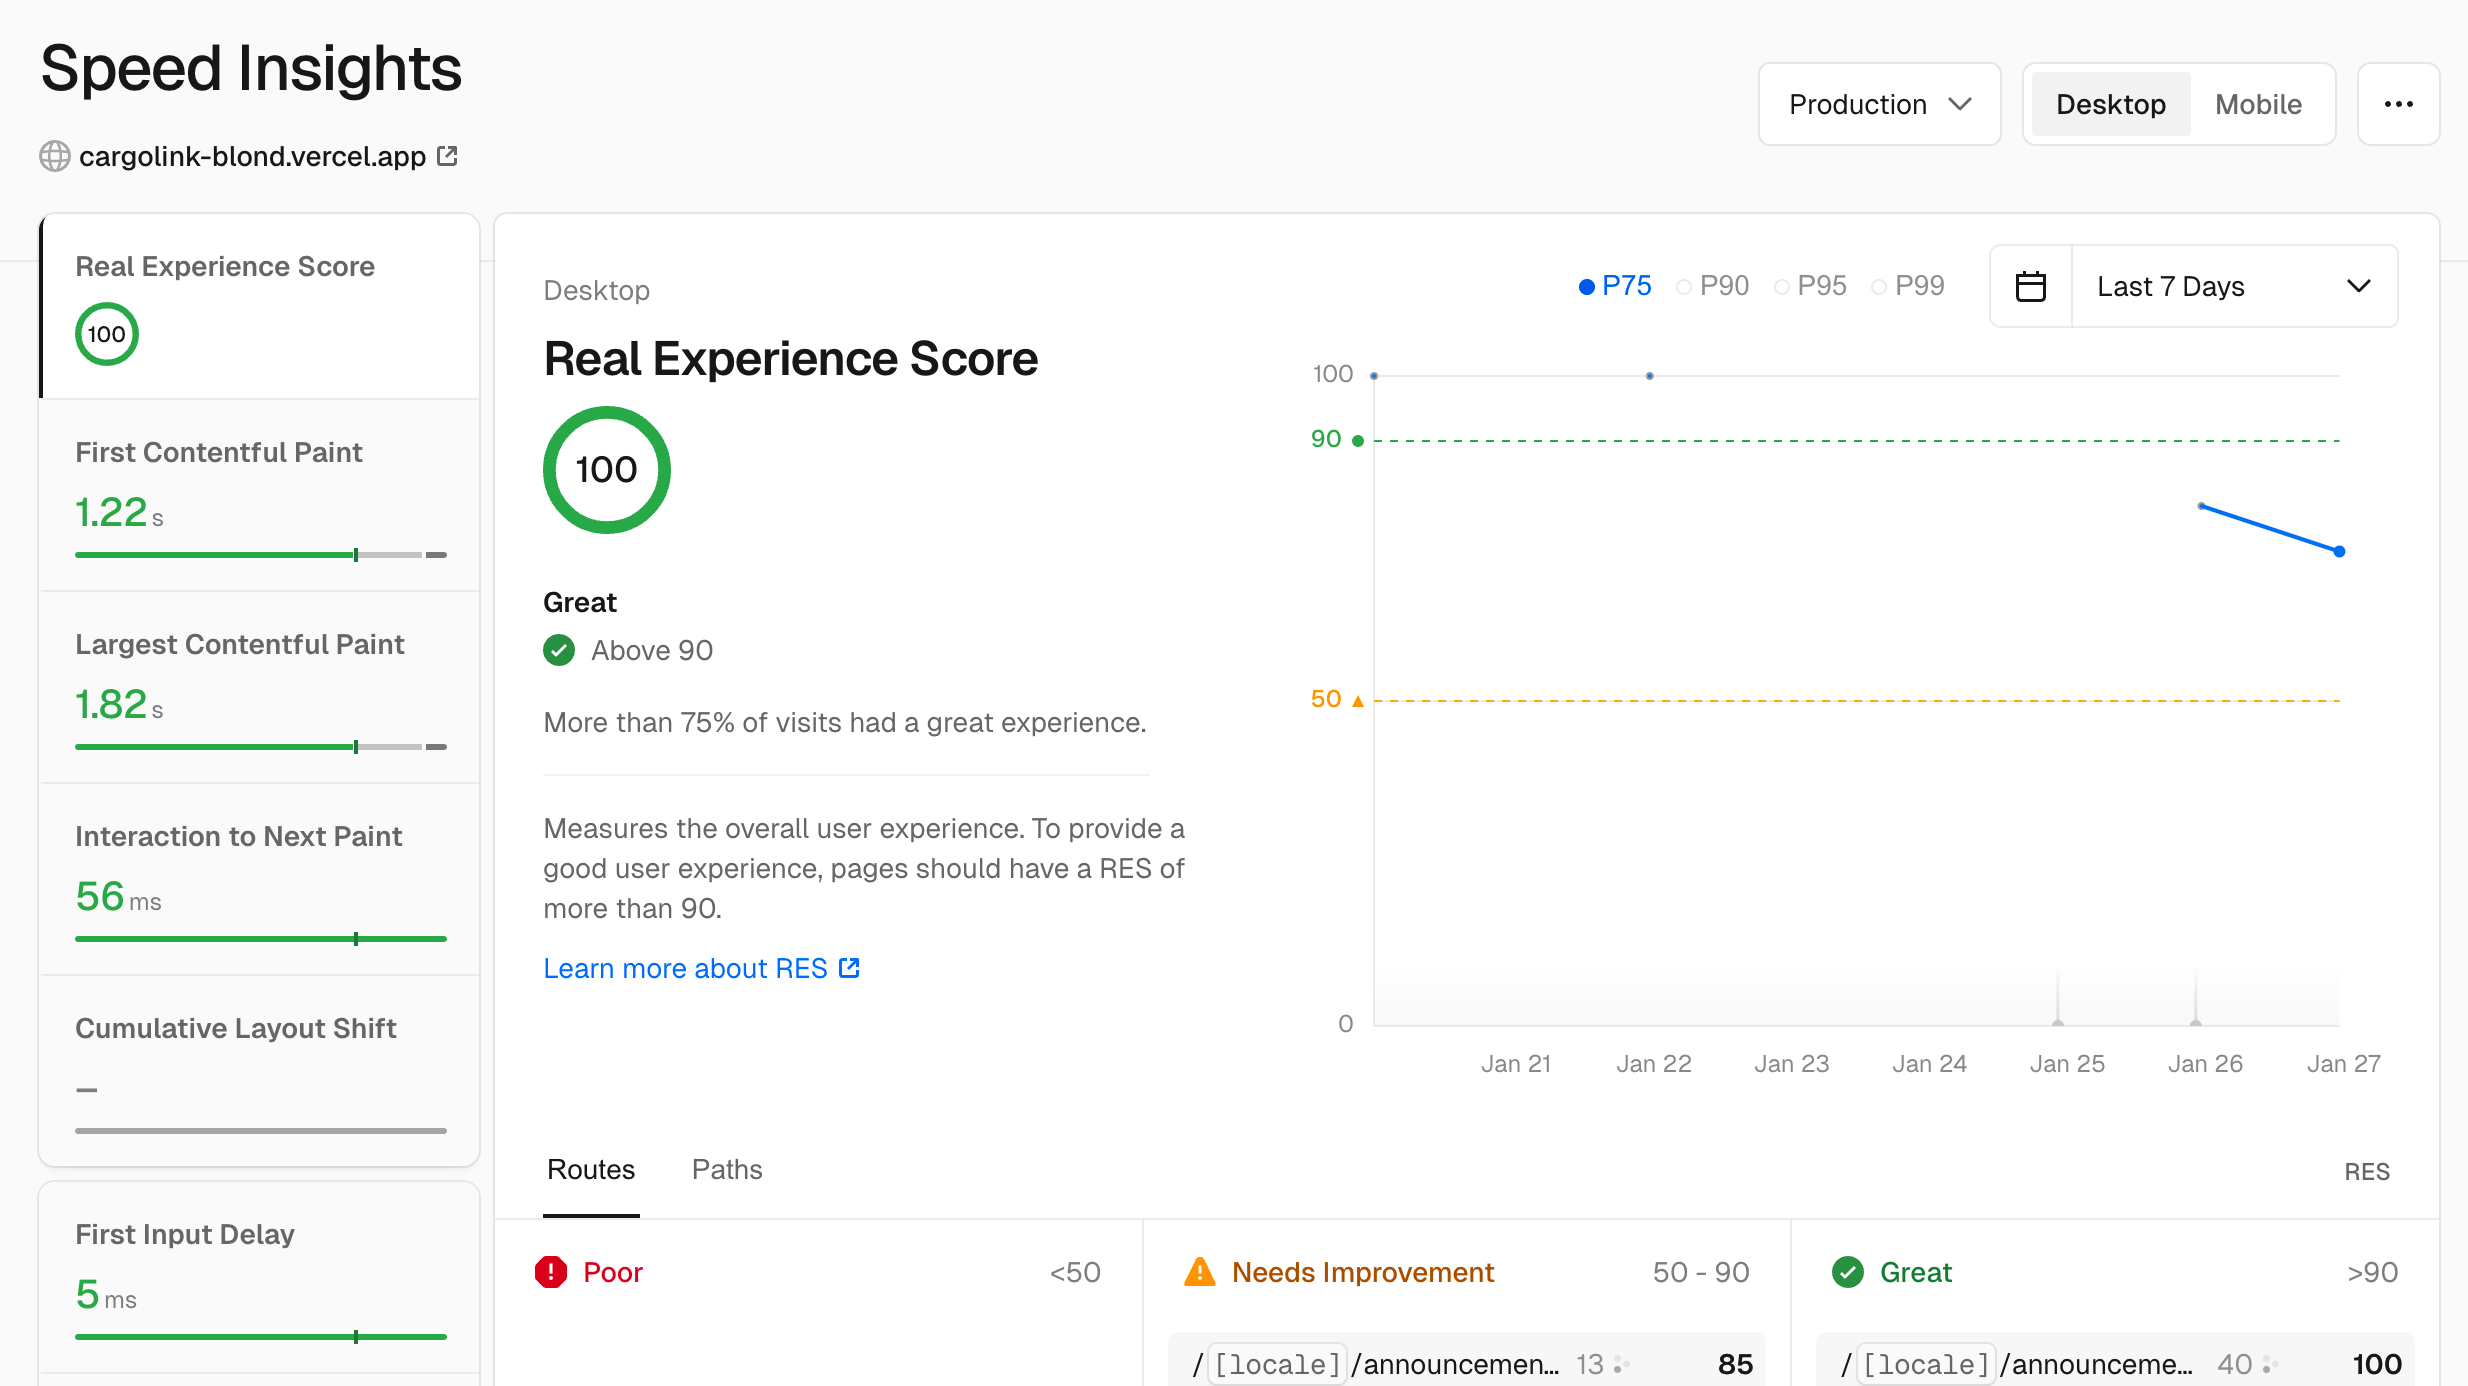 Speed Insights
cargolink-blond.vercel.app
Production
Desktop
Mobile
Real Experience Score
100
First Contentful Paint
1.22 s
Largest Contentful Paint
1.82 s
Interaction to Next Paint
56 ms
Cumulative Layout Shift
–
First Input Delay
5 ms
Desktop
Real Experience Score
100
Great
Above 90
More than 75% of visits had a great experience.
Measures the overall user experience. To provide a
good user experience, pages should have a RES of
more than 90.
Learn more about RES
P75 P90 P95 P99
Last 7 Days
100
90
50
0
Jan 21 Jan 22 Jan 23 Jan 24 Jan 25 Jan 26 Jan 27
Routes Paths RES
Poor <50
Needs Improvement 50 - 90
/[locale]/announcemen... 13 85
Great >90
/[locale]/announceme... 40 100